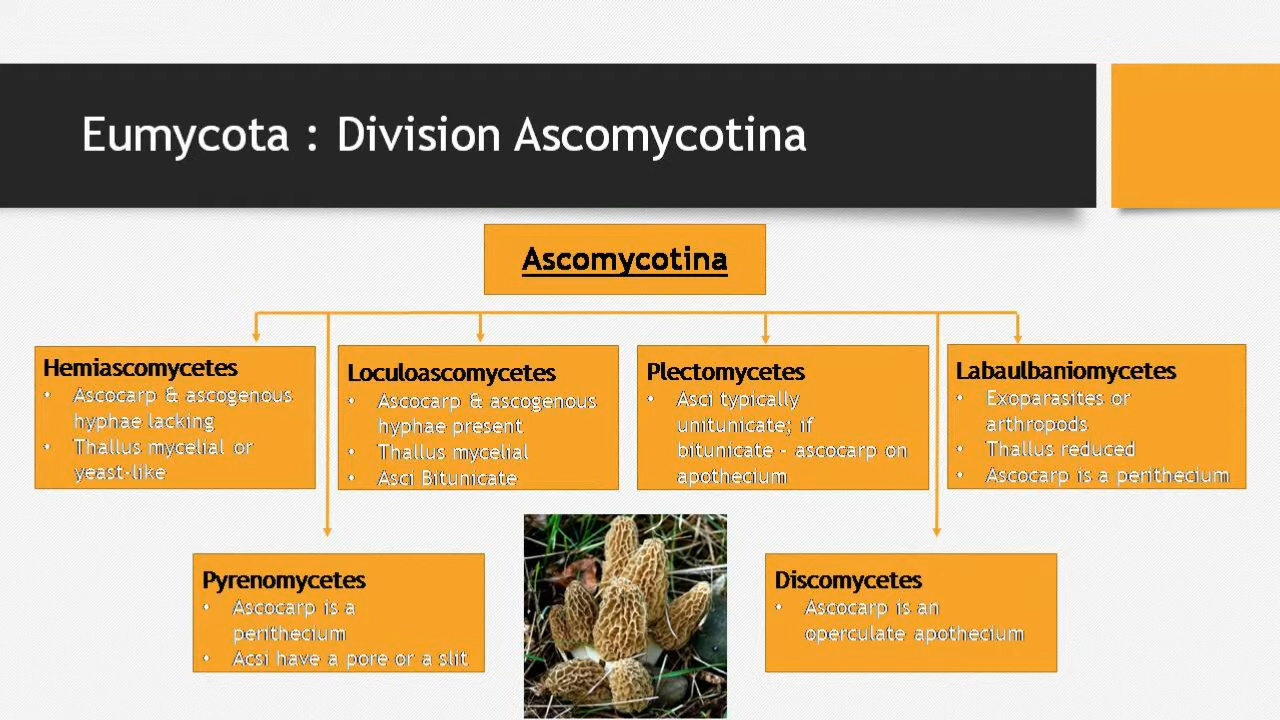 Eumycota : Division Ascomycotina
Ascomycotina
Hemiascomycetes
• Ascocarp & ascogenous
hyphae lacking
• Thallus mycelial or
yeast-like
Loculoascomycetes
• Ascocarp & ascogenous
hyphae present
• Thallus mycelial
• Asci Bitunicate
Plectomycetes
• Asci typically
unitunicate; if
bitunicate - ascocarp on
apothecium
Labaulbaniomycetes
• Exoparasites or
arthropods
• Thallus reduced
• Ascocarp is a perithecium
Pyrenomycetes
• Ascocarp is a
perithecium
• Acsi have a pore or a slit
Discomycetes
• Ascocarp is an
operculate apothecium